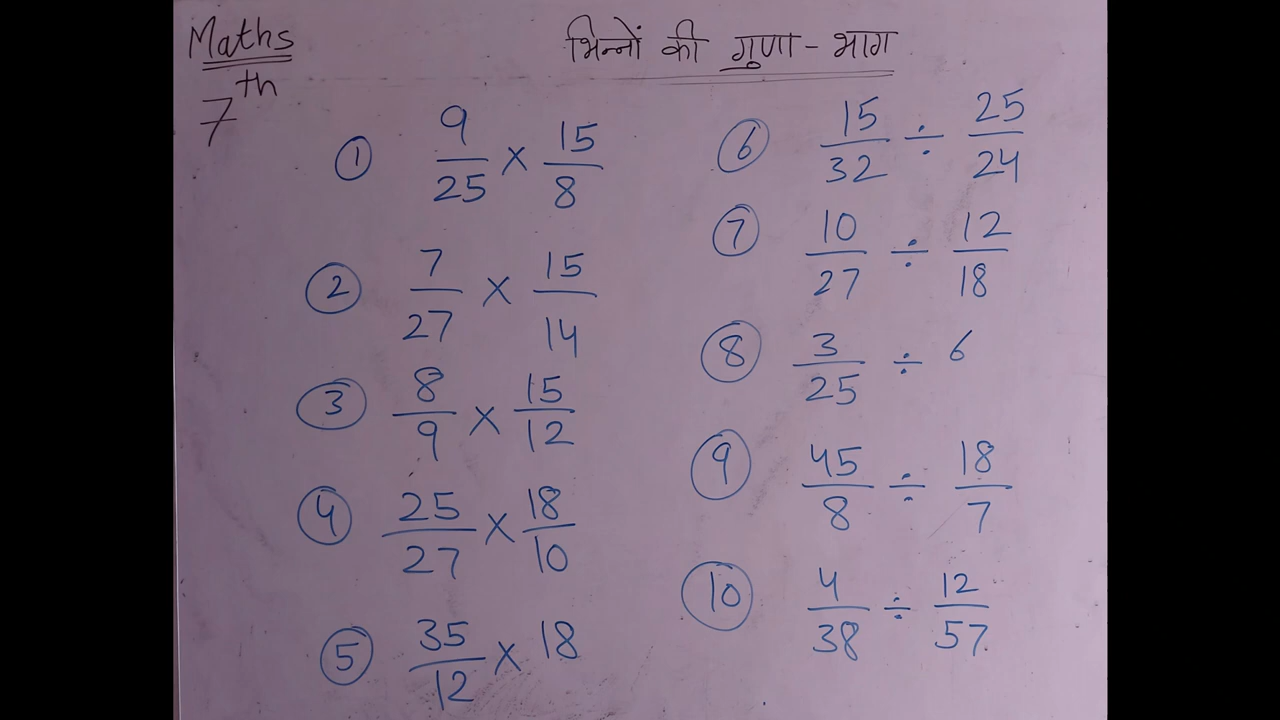 Maths
7th
भिन्नों की गुणा - भाग
① 9/25 × 15/8
② 7/27 × 15/14
③ 8/9 × 15/12
④ 25/27 × 18/10
⑤ 35/12 × 18
⑥ 15/32 ÷ 25/24
⑦ 10/27 ÷ 12/18
⑧ 3/25 ÷ 6
⑨ 45/8 ÷ 18/7
⑩ 4/38 ÷ 12/57